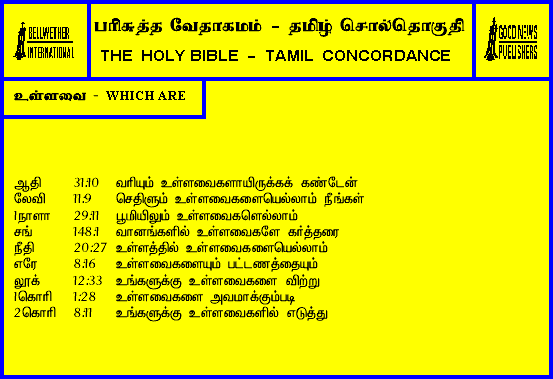 BELLWETHER
INTERNATIONAL
பரிசுத்த வேதாகமம் - தமிழ் சொல்தொகுதி
THE HOLY BIBLE - TAMIL CONCORDANCE
GOOD NEWS
PUBLISHERS
உள்ளவை - WHICH ARE
ஆதி 31:10 வரியும் உள்ளவைகளாயிருக்கக் கண்டேன்
லேவி 11:9 செதிளும் உள்ளவைகளையெல்லாம் நீங்கள்
1நாளா 29:11 பூமியிலும் உள்ளவைகளெல்லாம்
சங் 148:1 வானங்களில் உள்ளவைகளே கர்த்தரை
நீதி 20:27 உள்ளத்தில் உள்ளவைகளையெல்லாம்
எரே 8:16 உள்ளவைகளையும் பட்டணத்தையும்
லூக் 12:33 உங்களுக்கு உள்ளவைகளை விற்று
1கொரி 1:28 உள்ளவைகளை அவமாக்கும்படி
2கொரி 8:11 உங்களுக்கு உள்ளவைகளில் எடுத்து